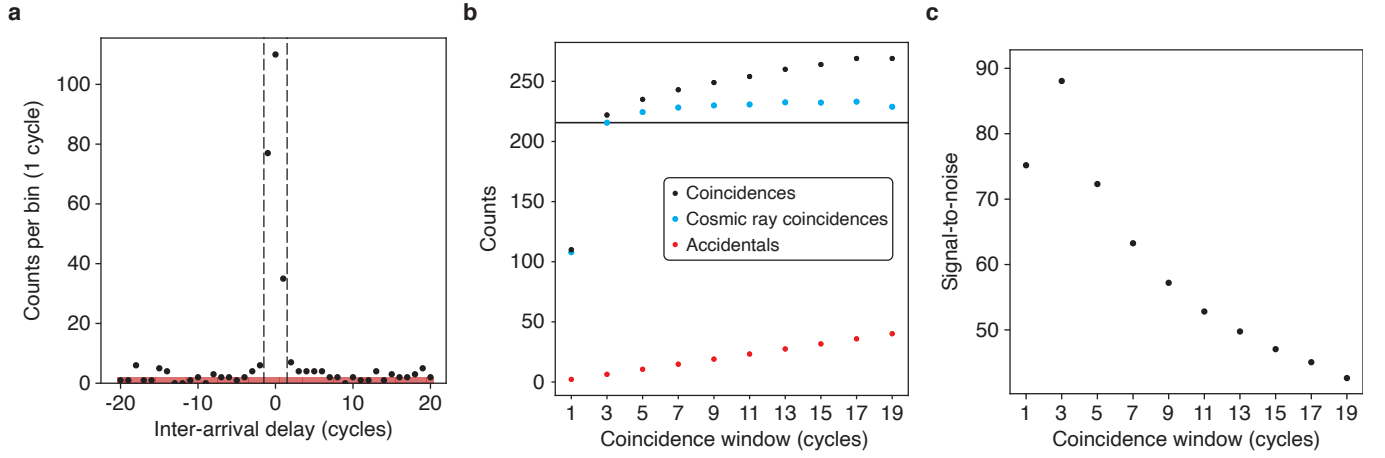 a
Counts per bin (1 cycle)
100
80
60
40
20
0
-20
-10
0
10
20
Inter-arrival delay (cycles)
b
Counts
250
200
150
100
50
0
Coincidences
Cosmic ray coincidences
Accidentals
1 3 5 7 9 11 13 15 17 19
Coincidence window (cycles)
c
Signal-to-noise
90
80
70
60
50
1 3 5 7 9 11 13 15 17 19
Coincidence window (cycles)